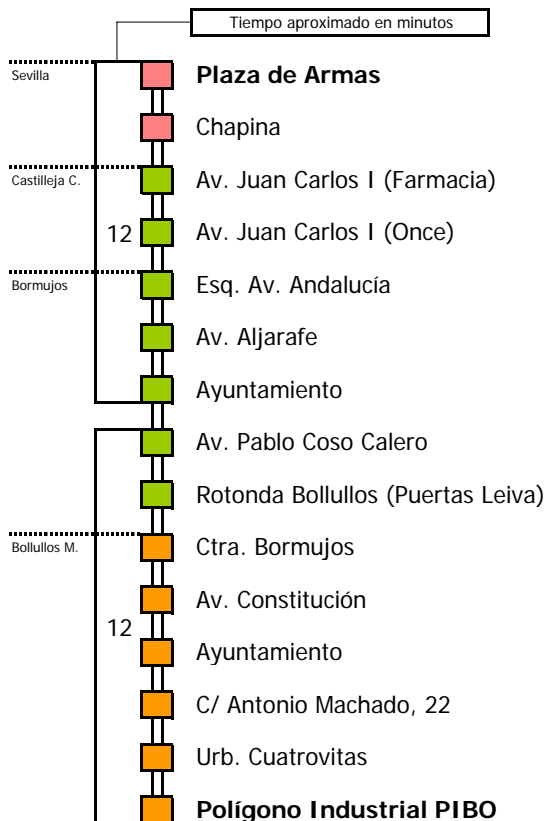 Tiempo aproximado en minutos
Sevilla
Plaza de Armas
Chapina
Castilleja C.
Av. Juan Carlos I (Farmacia)
12
Av. Juan Carlos I (Once)
Bormujos
Esq. Av. Andalucía
Av. Aljarafe
Ayuntamiento
Av. Pablo Coso Calero
Rotonda Bollullos (Puertas Leiva)
Bollullos M.
Ctra. Bormujos
Av. Constitución
12
Ayuntamiento
C/ Antonio Machado, 22
Urb. Cuatrovitas
Polígono Industrial PIBO